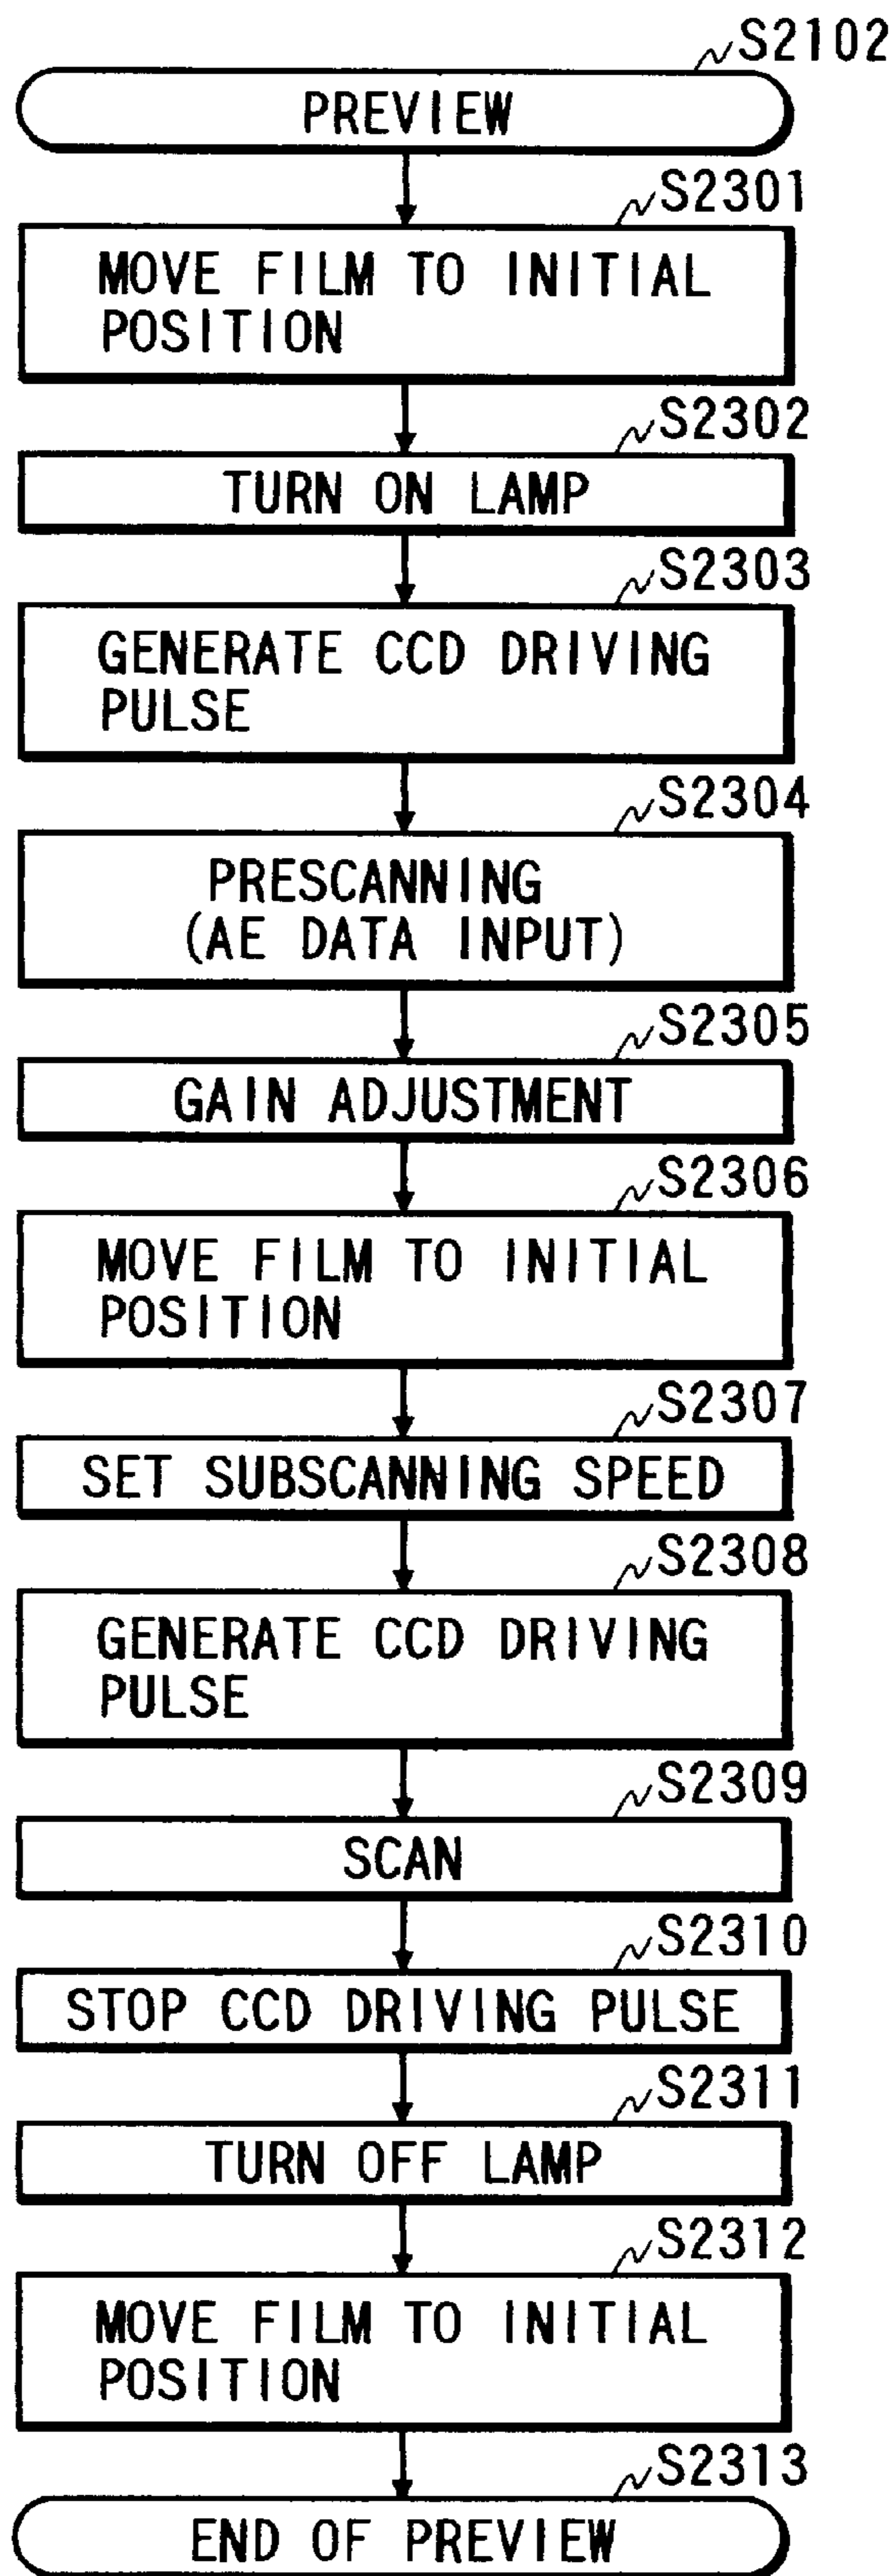 S2102
PREVIEW
S2301
MOVE FILM TO INITIAL
POSITION
S2302
TURN ON LAMP
S2303
GENERATE CCD DRIVING
PULSE
S2304
PRESCANNING
(AE DATA INPUT)
S2305
GAIN ADJUSTMENT
S2306
MOVE FILM TO INITIAL
POSITION
S2307
SET SUBSCANNING SPEED
S2308
GENERATE CCD DRIVING
PULSE
S2309
SCAN
S2310
STOP CCD DRIVING PULSE
S2311
TURN OFF LAMP
S2312
MOVE FILM TO INITIAL
POSITION
S2313
END OF PREVIEW